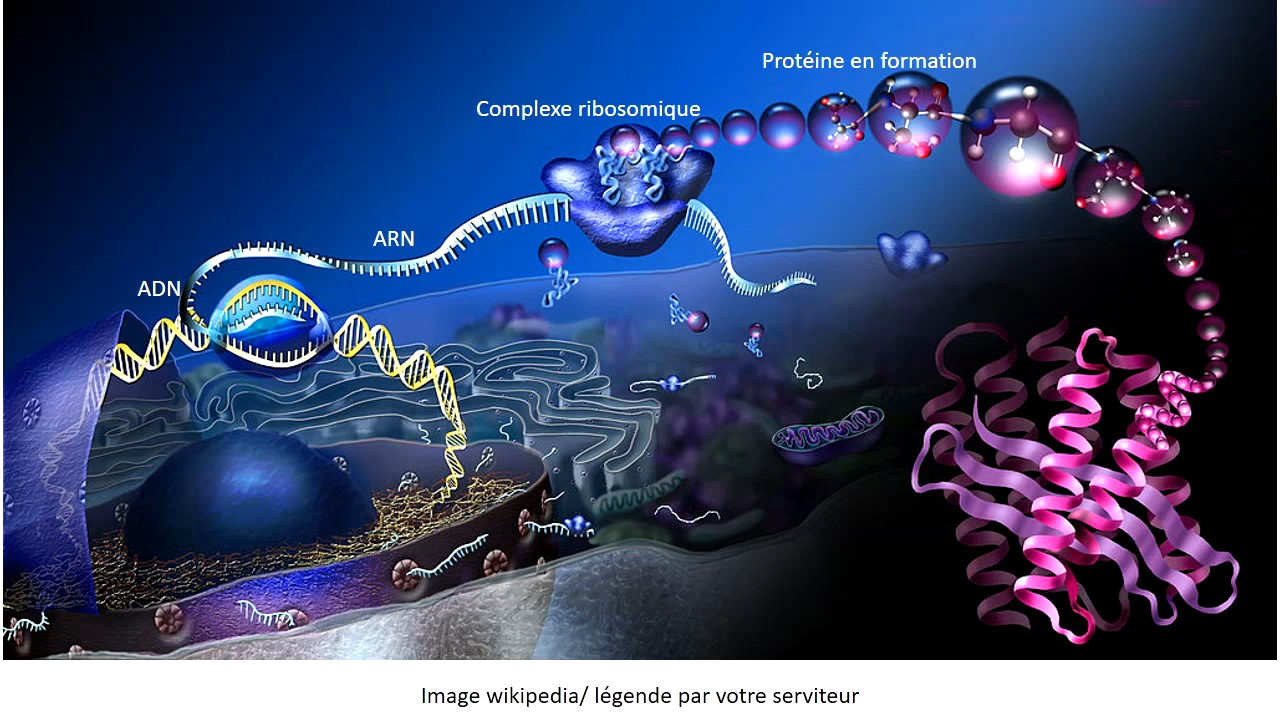 Protéine en formation
Complexe ribosomique
ARN
ADN
Image wikipedia/ légende par votre serviteur